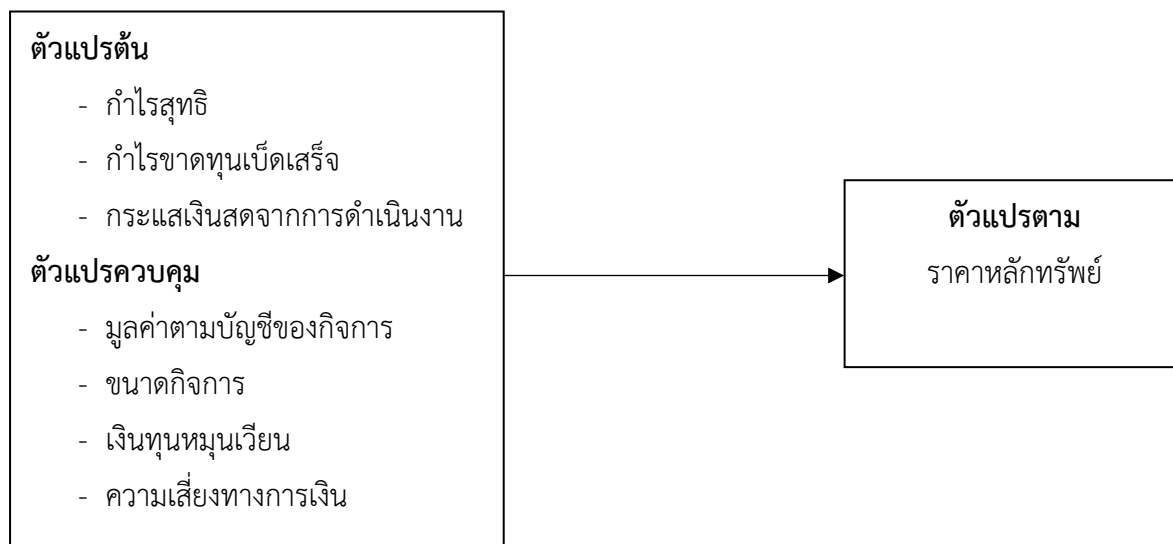 ตัวแปรต้น
- กำไรสุทธิ
- กำไรขาดทุนเบ็ดเสร็จ
- กระแสเงินสดจากการดำเนินงาน
ตัวแปรควบคุม
- มูลค่าตามบัญชีของกิจการ
- ขนาดกิจการ
- เงินทุนหมุนเวียน
- ความเสี่ยงทางการเงิน
ตัวแปรตาม
ราคาหลักทรัพย์